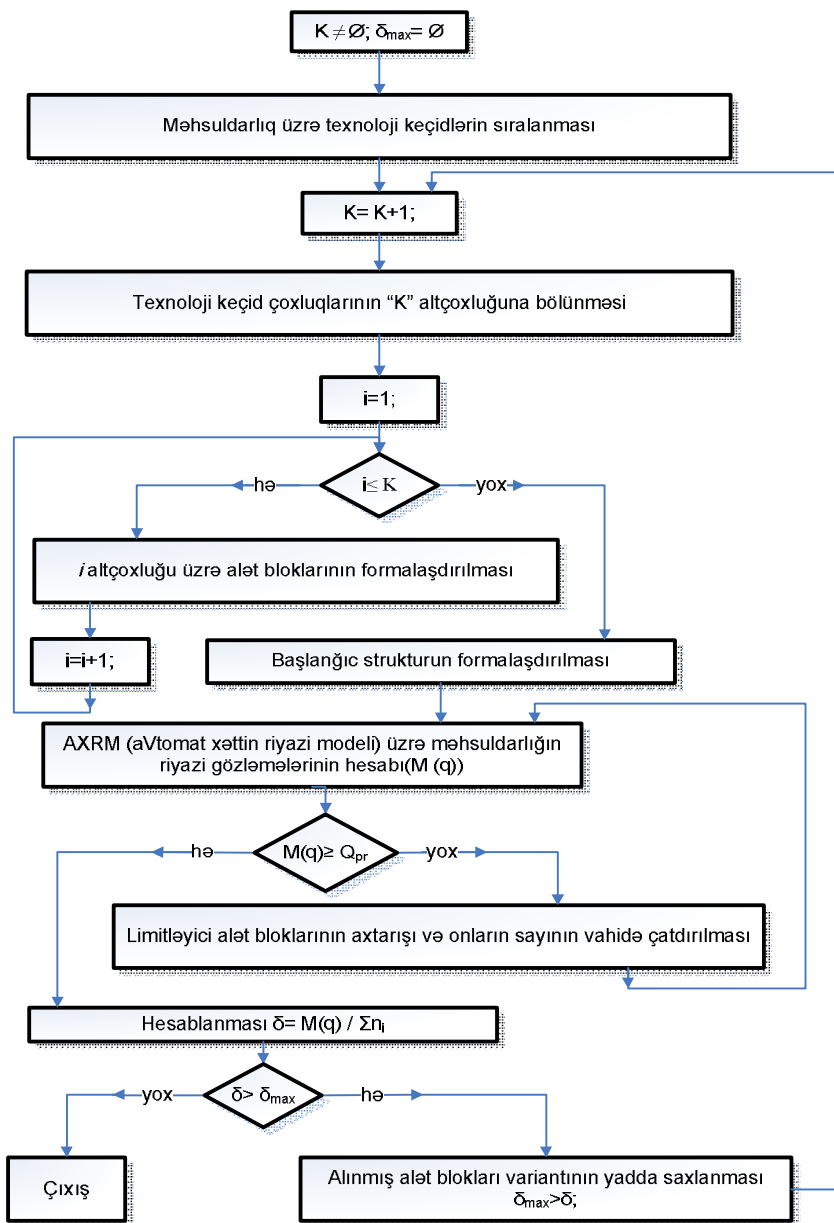 K ≠ Ø; δmax= Ø
Məhsuldarlıq üzrə texnoloji keçidlərin sıralanması
K= K+1;
Texnoloji keçid çoxluqlarının “K” altçoxluğuna bölünməsi
i=1;
i≤ K
hə
yox
i altçoxluğu üzrə alət bloklarının formalaşdırılması
i=i+1;
Başlanğıc strukturun formalaşdırılması
AXRM (aVtomat xəttin riyazi modeli) üzrə məhsuldarlığın
riyazi gözləmələrinin hesabı(M (q))
M(q)≥ Qpr
hə
yox
Limitləyici alət bloklarının axtarışı və onların sayının vahidə çatdırılması
Hesablanması δ= M(q) / Σni
δ> δmax
yox
hə
Çıxış
Alınmış alət blokları variantının yadda saxlanması
δmax>δ;